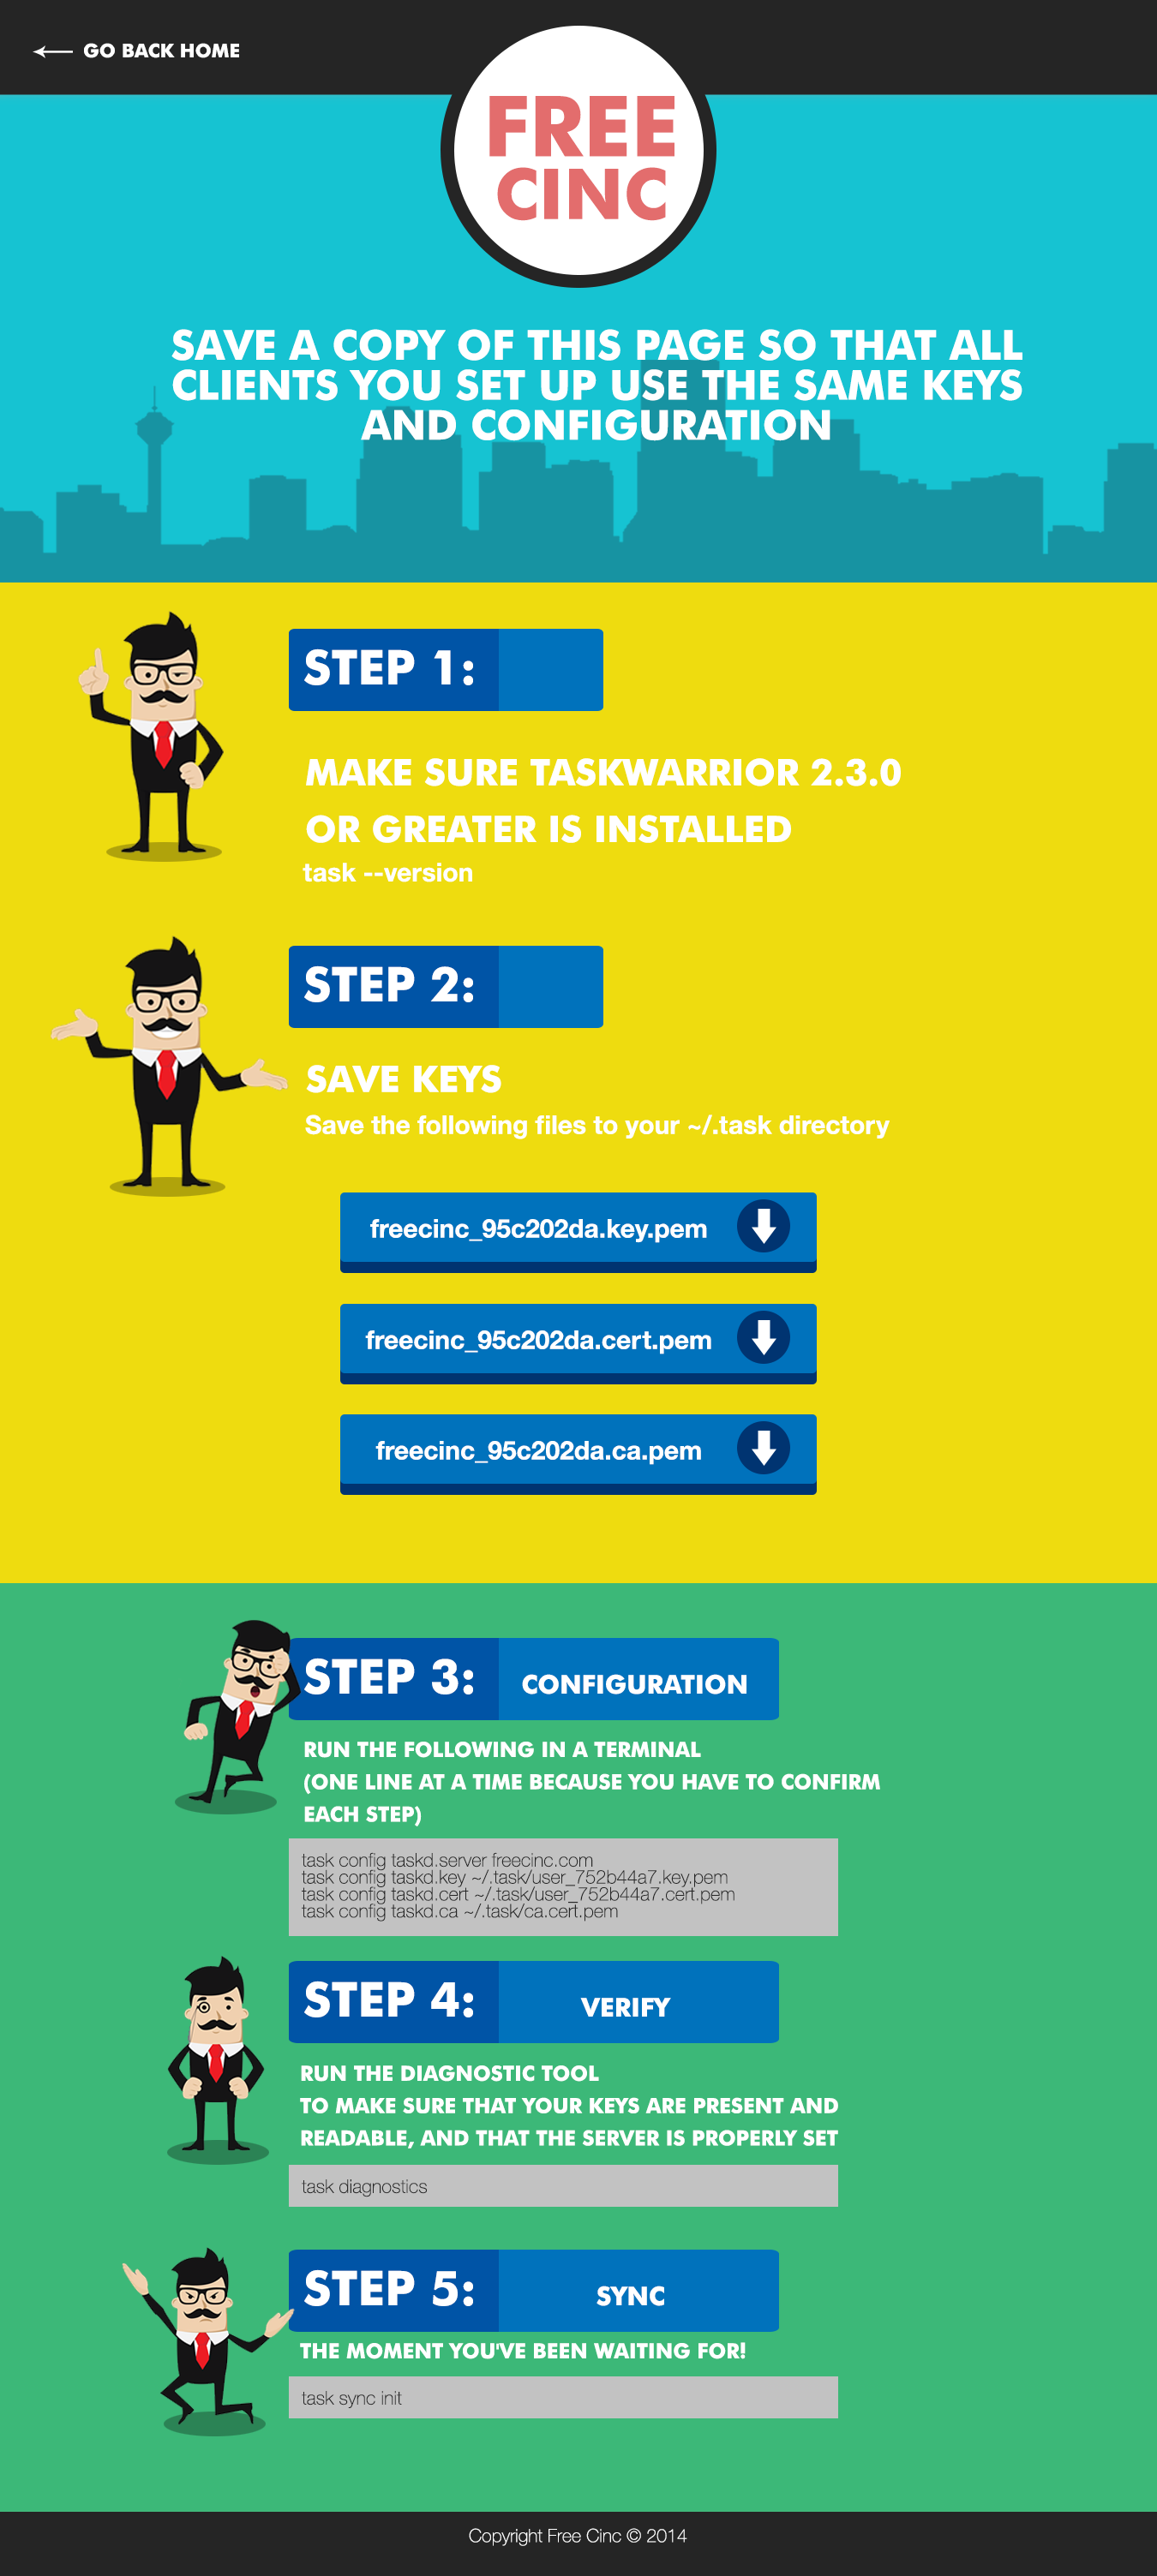 GO BACK HOME
FREE
CINC
SAVE A COPY OF THIS PAGE SO THAT ALL
CLIENTS YOU SET UP USE THE SAME KEYS
AND CONFIGURATION
STEP 1:
MAKE SURE TASKWARRIOR 2.3.0
OR GREATER IS INSTALLED
task --version
STEP 2:
SAVE KEYS
Save the following files to your ~/.task directory
freecinc_95c202da.key.pem
freecinc_95c202da.cert.pem
freecinc_95c202da.ca.pem
STEP 3: CONFIGURATION
RUN THE FOLLOWING IN A TERMINAL
(ONE LINE AT A TIME BECAUSE YOU HAVE TO CONFIRM
EACH STEP)
task config taskd.server freecinc.com
task config taskd.key ~/.task/user_752b44a7.key.pem
task config taskd.cert ~/.task/user_752b44a7.cert.pem
task config taskd.ca ~/.task/ca.cert.pem
STEP 4: VERIFY
RUN THE DIAGNOSTIC TOOL
TO MAKE SURE THAT YOUR KEYS ARE PRESENT AND
READABLE, AND THAT THE SERVER IS PROPERLY SET
task diagnostics
STEP 5: SYNC
THE MOMENT YOU'VE BEEN WAITING FOR!
task sync init
Copyright Free Cinc © 2014